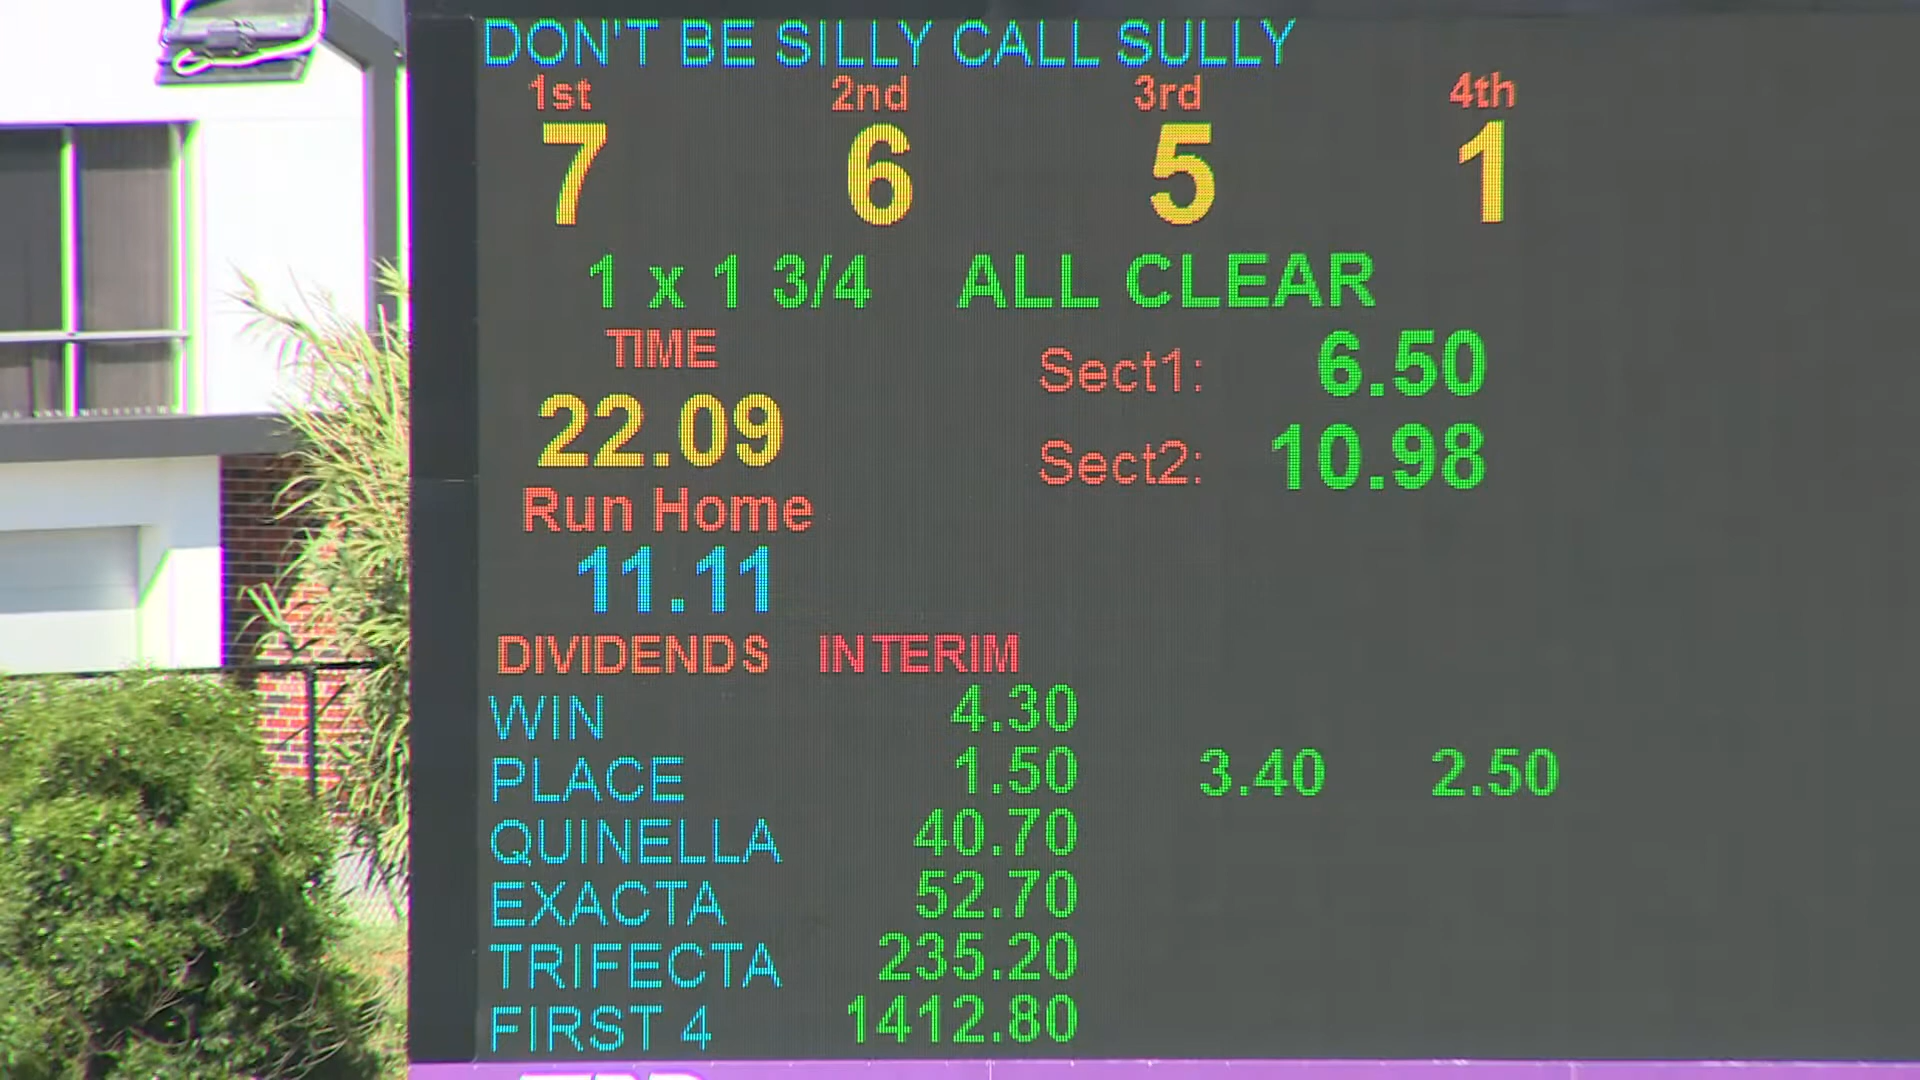 DON'T BE SILLY CALL SULLY
1st 2nd 3rd 4th
7 6 5 1
1 x 1 3/4 ALL CLEAR
TIME
22.09
Sect1: 6.50
Sect2: 10.98
Run Home
11.11
DIVIDENDS INTERIM
WIN 4.30
PLACE 1.50 3.40 2.50
QUINELLA 40.70
EXACTA 52.70
TRIFECTA 235.20
FIRST 4 1412.80